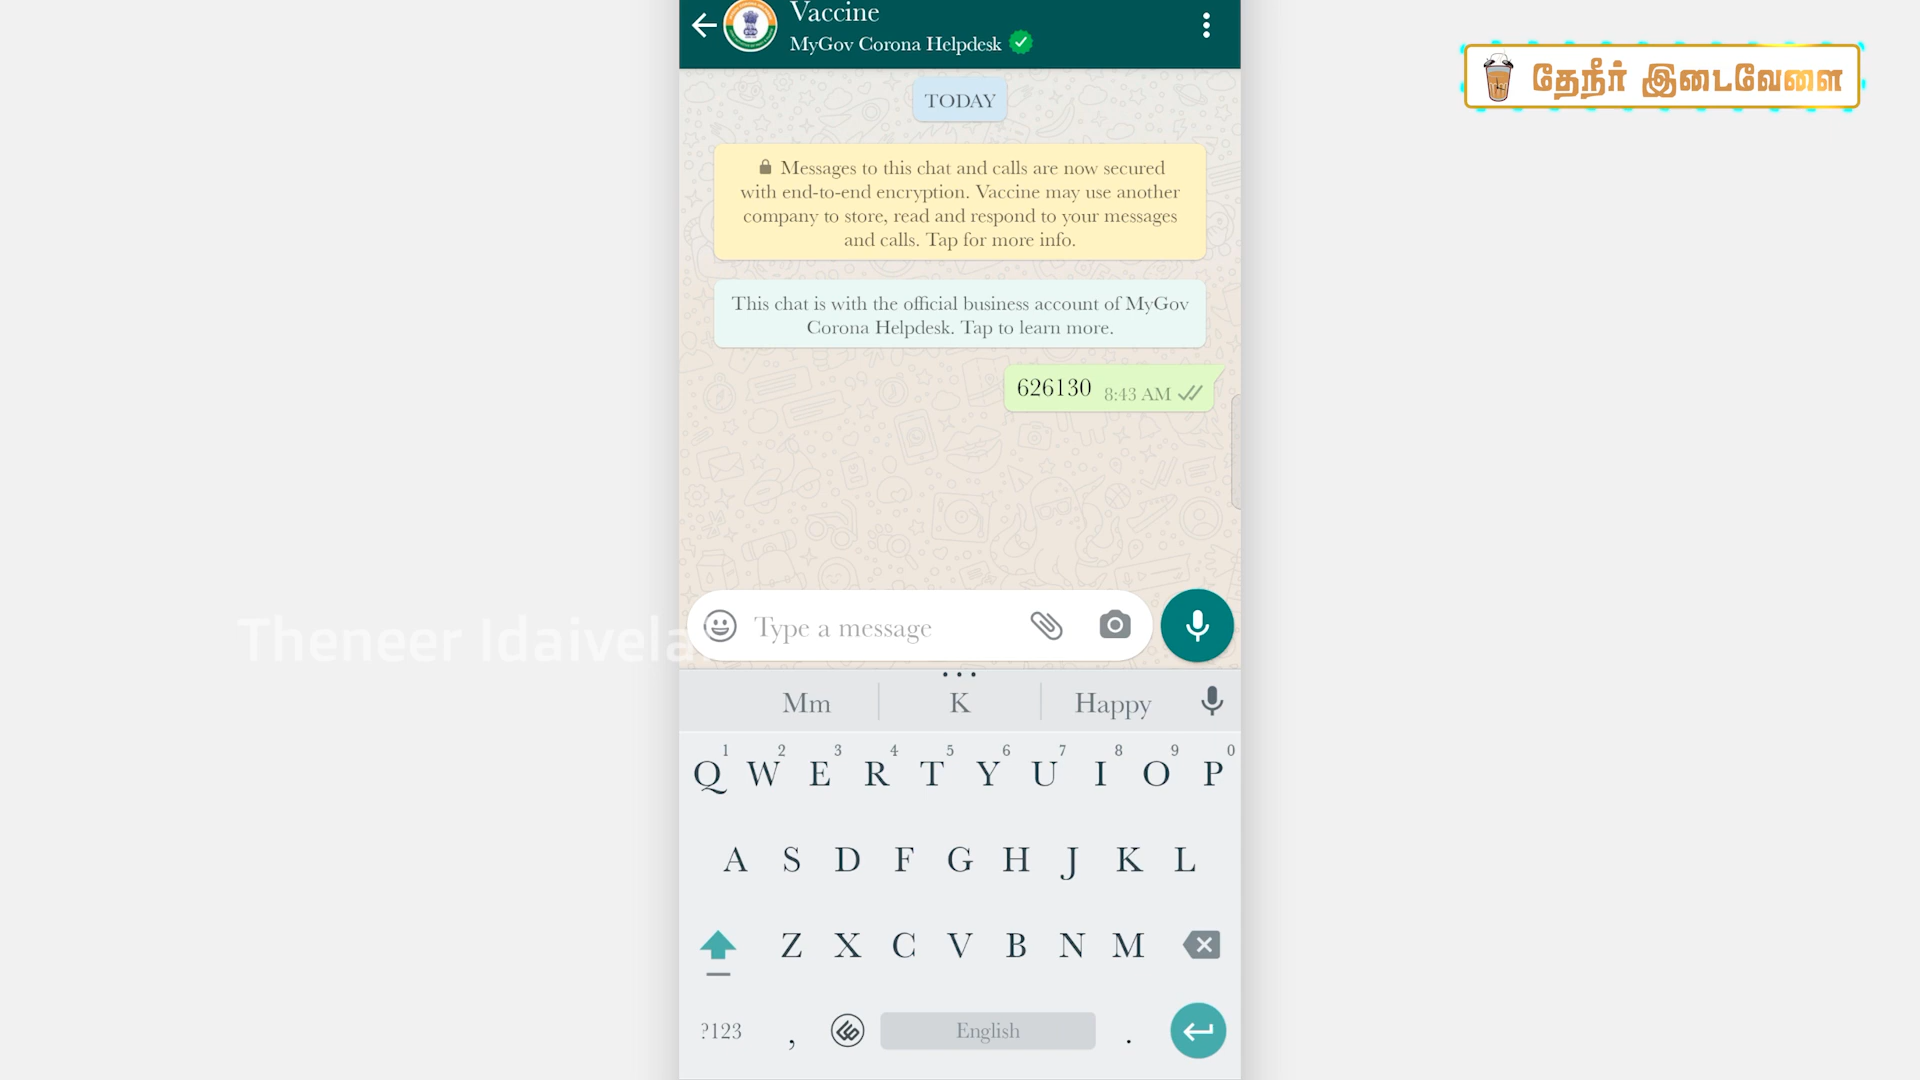 Vaccine
MyGov Corona Helpdesk
தேநீர் இடைவேளை
TODAY
Messages to this chat and calls are now secured
with end-to-end encryption. Vaccine may use another
company to store, read and respond to your messages
and calls. Tap for more info.
This chat is with the official business account of MyGov
Corona Helpdesk. Tap to learn more.
626130 8:43 AM
Type a message
Theneer Idaivela
Mm K Happy
1 2 3 4 5 6 7 8 9 0
Q W E R T Y U I O P
A S D F G H J K L
Z X C V B N M
?123 , English .